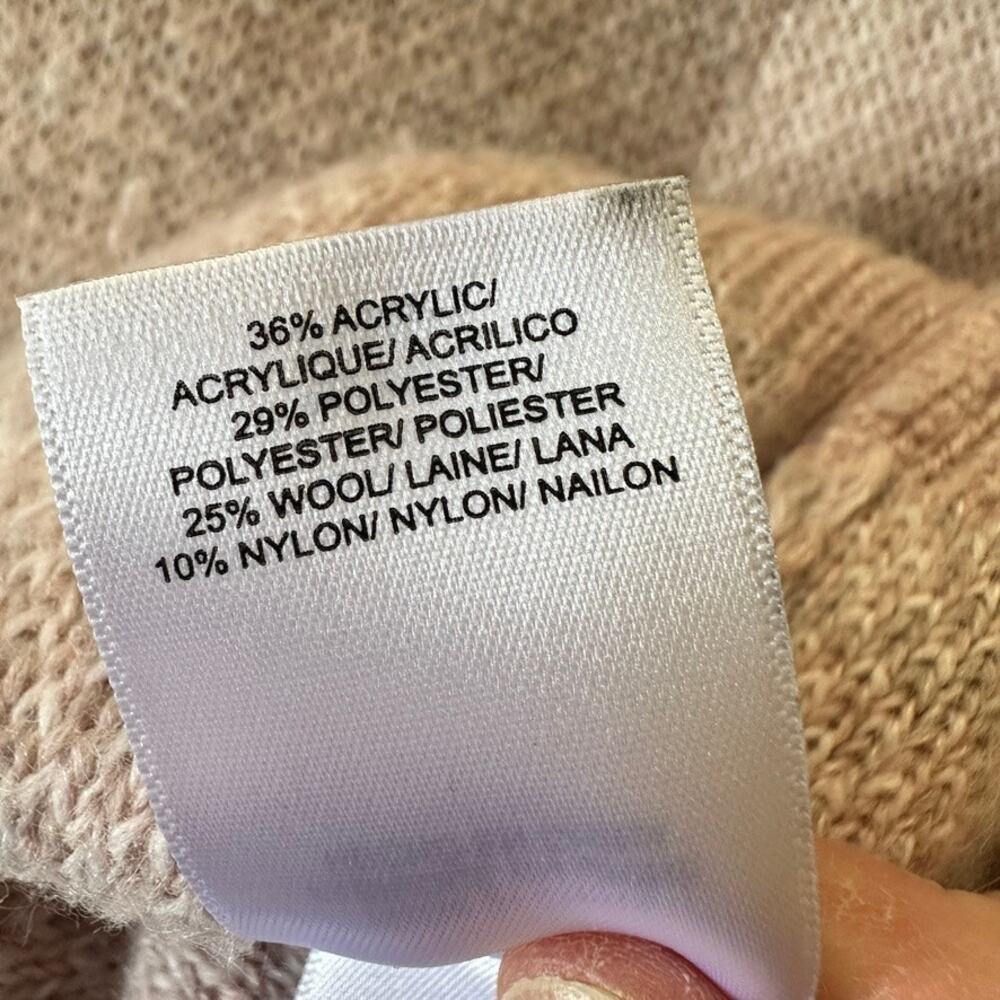 36% ACRYLIC/
ACRYLIQUE/ ACRILICO
29% POLYESTER/
POLYESTER/ POLIESTER
25% WOOL/ LAINE/ LANA
10% NYLON/ NYLON/ NAILON